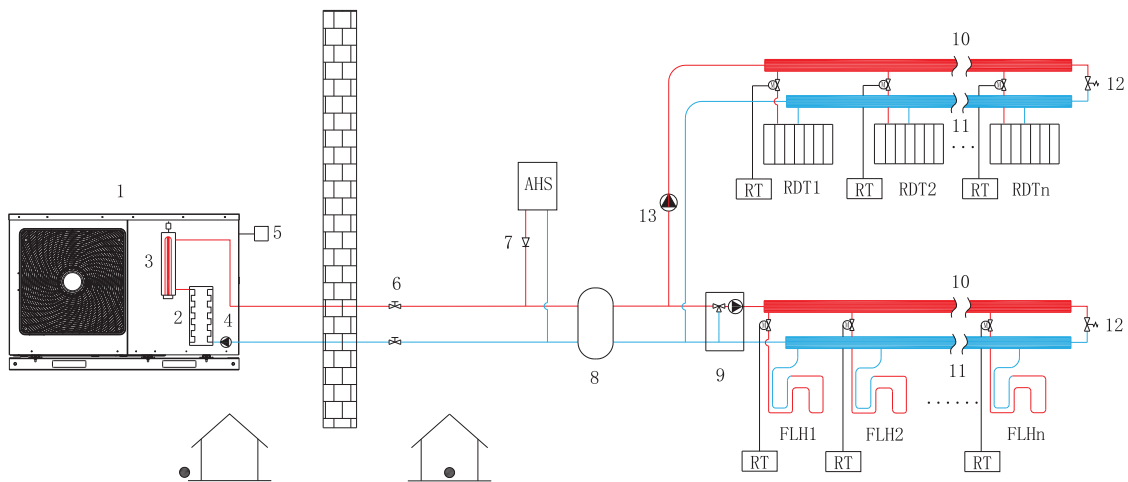 10
12
11
RT
RDT1
RT
RDT2
· · ·
RT
RDTn
AHS
13
1
5
7
3
6
2
4
8
9
10
12
11
FLH1
FLH2
· · · · · ·
FLHn
RT
RT
RT